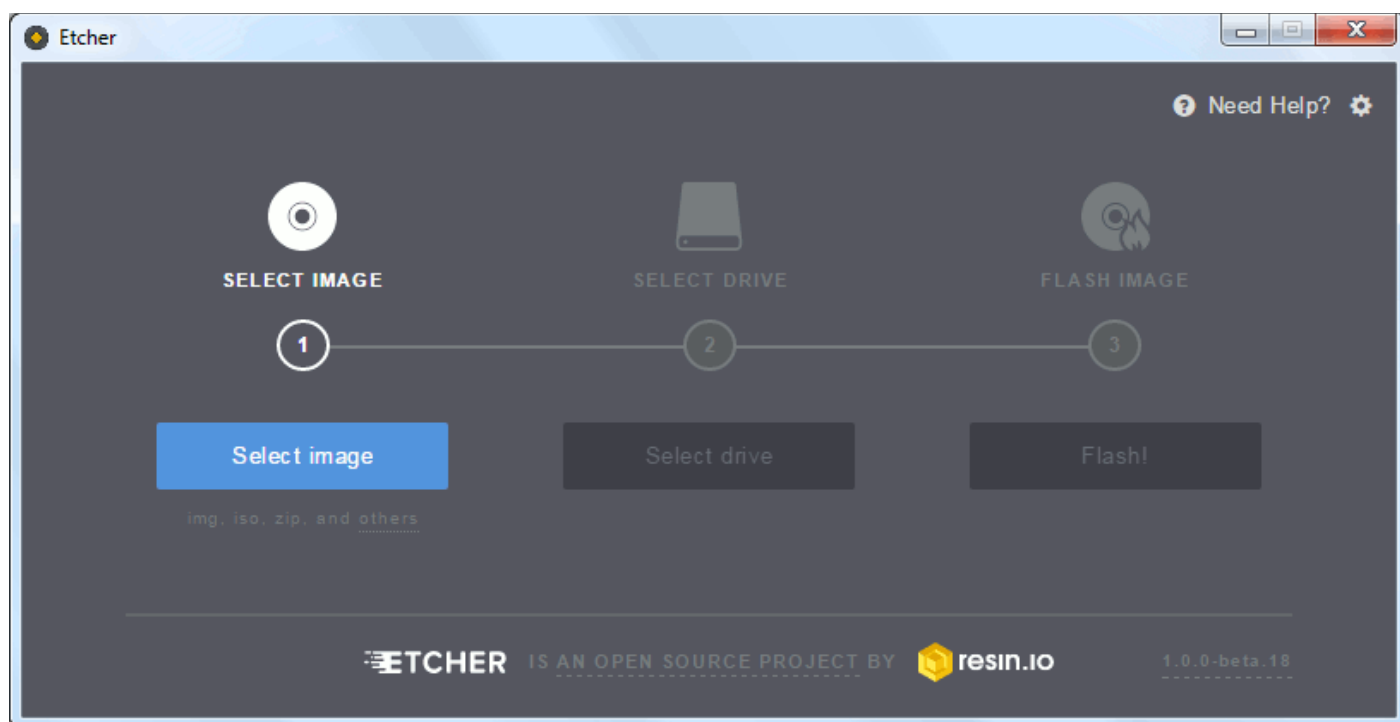 Etcher
Need Help?
SELECT IMAGE SELECT DRIVE FLASH IMAGE
1 2 3
Select image Select drive Flash!
img, iso, zip, and others
ETCHER IS AN OPEN SOURCE PROJECT BY resin.io 1.0.0-beta.18